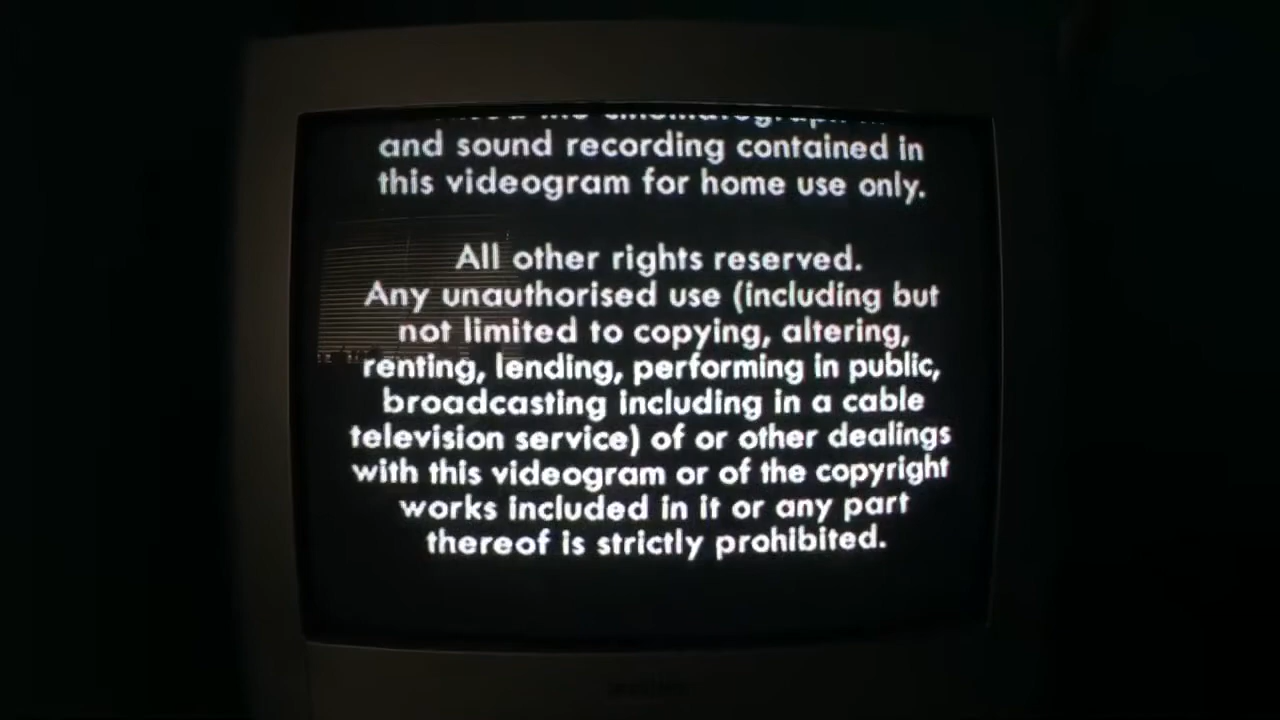 and sound recording contained in
this videogram for home use only.
All other rights reserved.
Any unauthorised use (including but
not limited to copying, altering,
renting, lending, performing in public,
broadcasting including in a cable
television service) of or other dealings
with this videogram or of the copyright
works included in it or any part
thereof is strictly prohibited.